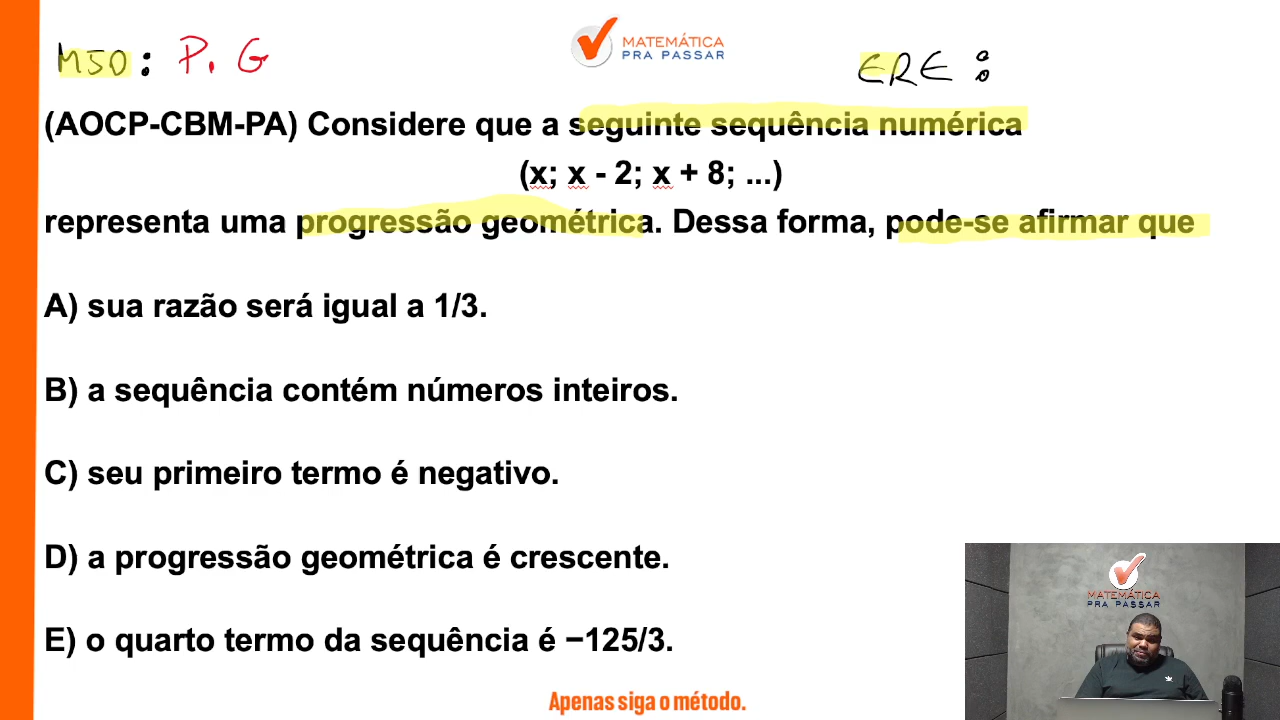 MJD: P. G
MATEMÁTICA
PRA PASSAR
ERE:
(AOCP-CBM-PA) Considere que a seguinte sequência numérica
(x; x - 2; x + 8; ...)
representa uma progressão geométrica. Dessa forma, pode-se afirmar que
A) sua razão será igual a 1/3.
B) a sequência contém números inteiros.
C) seu primeiro termo é negativo.
D) a progressão geométrica é crescente.
E) o quarto termo da sequência é −125/3.
MATEMÁTICA
PRA PASSAR
Apenas siga o método.